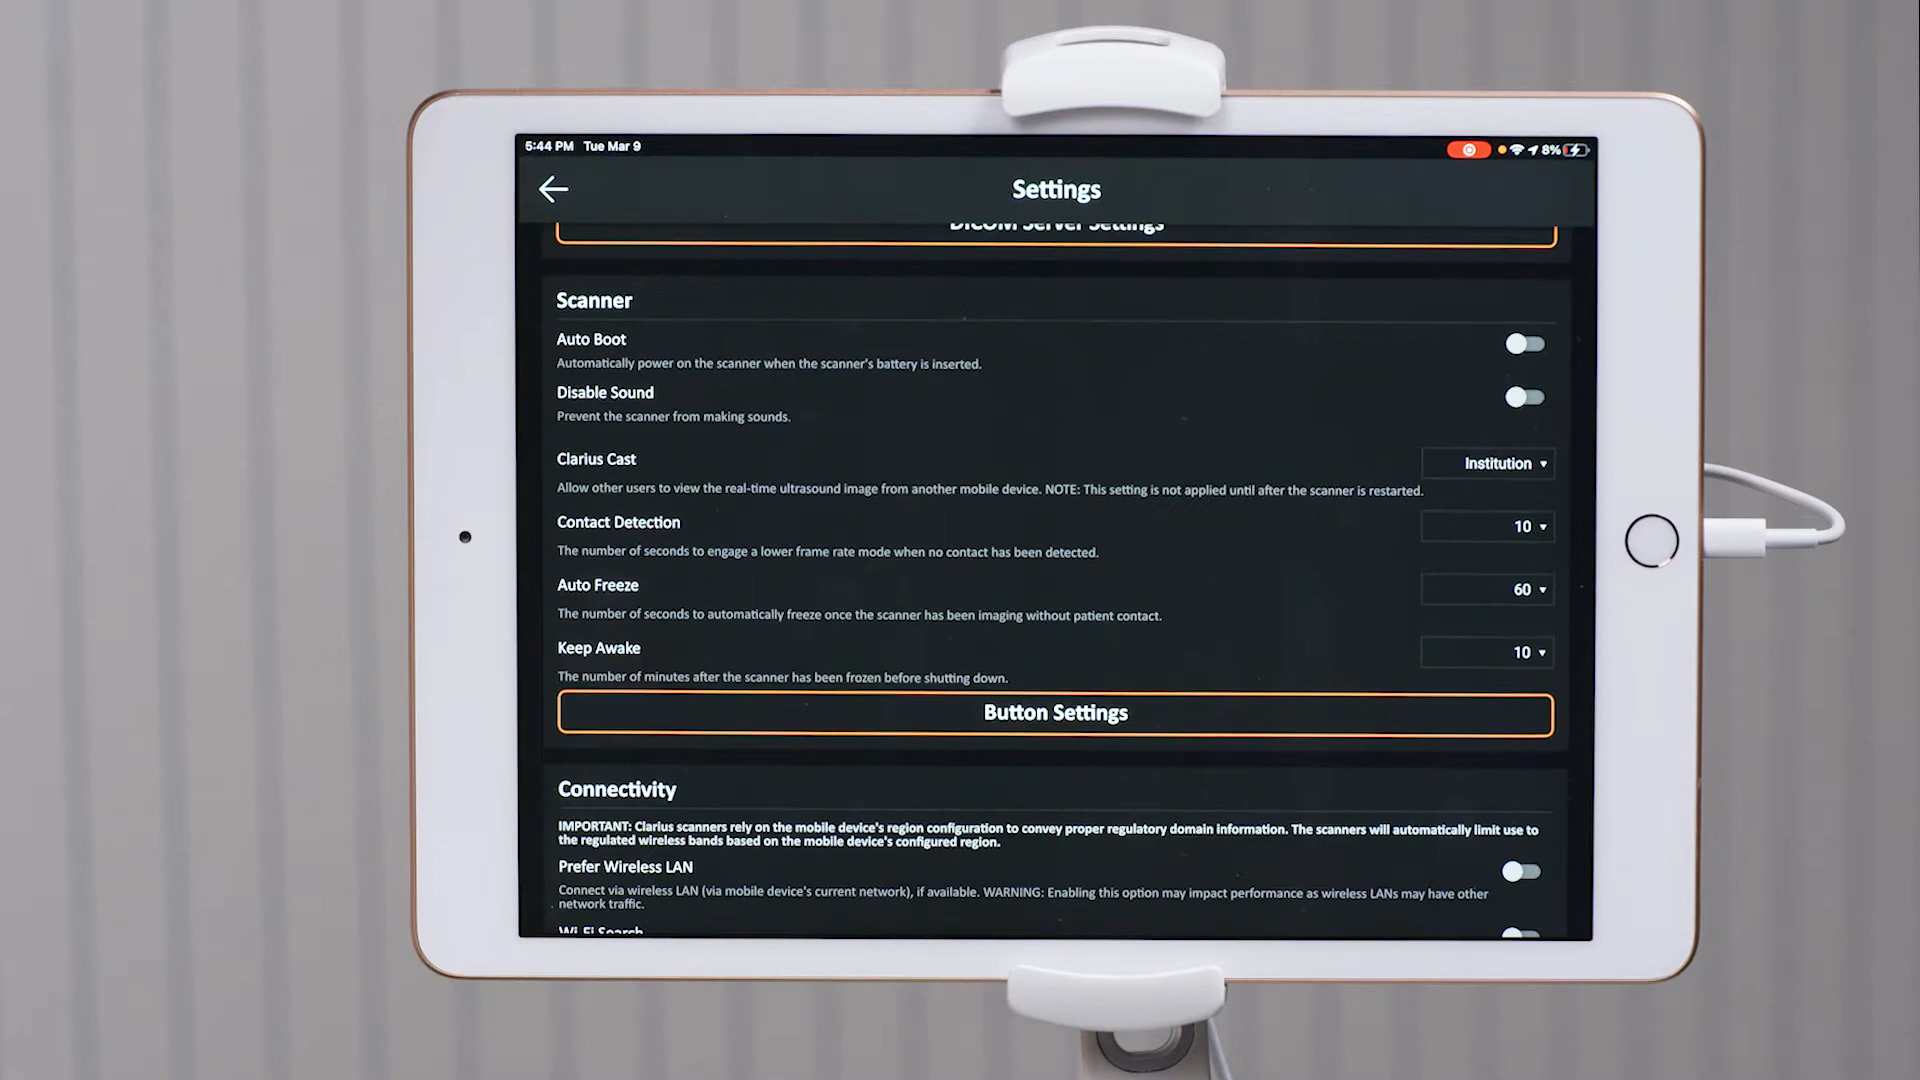 5:44 PM Tue Mar 9
8%
Settings
DICOM Server Settings
Scanner
Auto Boot
Automatically power on the scanner when the scanner's battery is inserted.
Disable Sound
Prevent the scanner from making sounds.
Clarius Cast
Institution
Allow other users to view the real-time ultrasound image from another mobile device. NOTE: This setting is not applied until after the scanner is restarted.
Contact Detection
10
The number of seconds to engage a lower frame rate mode when no contact has been detected.
Auto Freeze
60
The number of seconds to automatically freeze once the scanner has been imaging without patient contact.
Keep Awake
10
The number of minutes after the scanner has been frozen before shutting down.
Button Settings
Connectivity
IMPORTANT: Clarius scanners rely on the mobile device's region configuration to convey proper regulatory domain information. The scanners will automatically limit use to
the regulated wireless bands based on the mobile device's configured region.
Prefer Wireless LAN
Connect via wireless LAN (via mobile device's current network), if available. WARNING: Enabling this option may impact performance as wireless LANs may have other
network traffic.
Wi-Fi Search